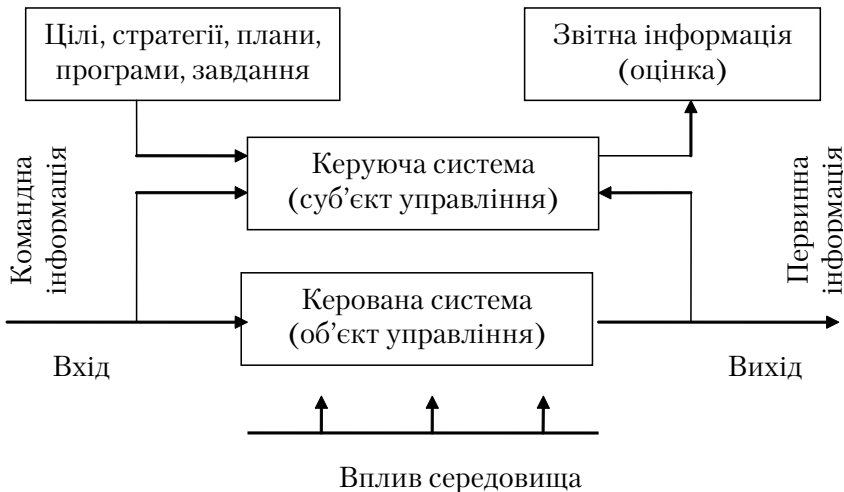 Цілі, стратегії, плани,
програми, завдання
Звітна інформація
(оцінка)
Командна
інформація
Керуюча система
(суб’єкт управління)
Первинна
інформація
Керована система
(об’єкт управління)
Вхід
Вихід
Вплив середовища